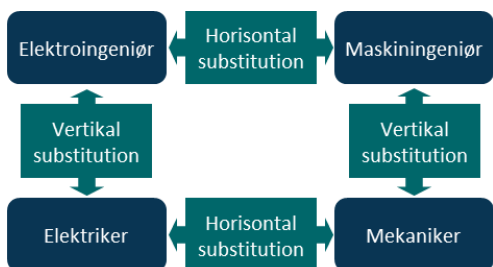 Elektroingeniør
Horisontal
substitution
Maskiningeniør
Vertikal
substitution
Vertikal
substitution
Elektriker
Horisontal
substitution
Mekaniker